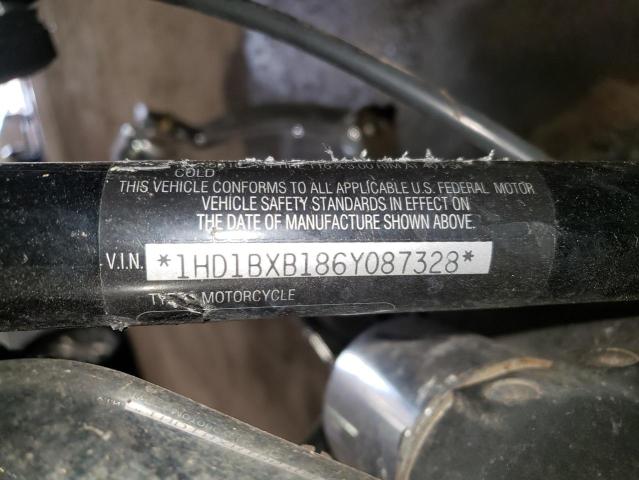 COLD
THIS VEHICLE CONFORMS TO ALL APPLICABLE U.S. FEDERAL MOTOR
VEHICLE SAFETY STANDARDS IN EFFECT ON
THE DATE OF MANUFACTURE SHOWN ABOVE.
V.I.N. *1HD1BXB186Y087328*
MOTORCYCLE